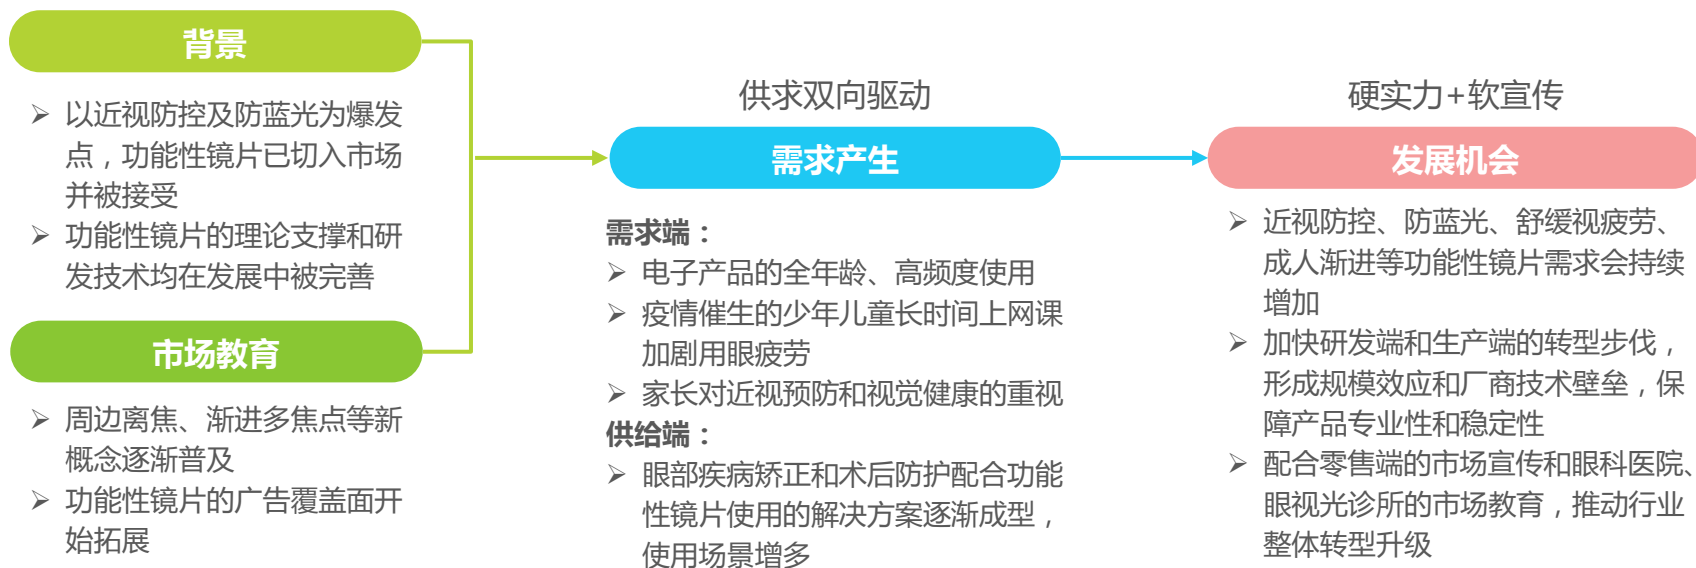 背景
➢ 以近视防控及防蓝光为爆发
点，功能性镜片已切入市场
并被接受
➢ 功能性镜片的理论支撑和研
发技术均在发展中被完善
市场教育
➢ 周边离焦、渐进多焦点等新
概念逐渐普及
➢ 功能性镜片的广告覆盖面开
始拓展
供求双向驱动
需求产生
需求端：
➢ 电子产品的全年龄、高频度使用
➢ 疫情催生的少年儿童长时间上网课
加剧用眼疲劳
➢ 家长对近视预防和视觉健康的重视
供给端：
➢ 眼部疾病矫正和术后防护配合功能
性镜片使用的解决方案逐渐成型，
使用场景增多
硬实力+软宣传
发展机会
➢ 近视防控、防蓝光、舒缓视疲劳、
成人渐进等功能性镜片需求会持续
增加
➢ 加快研发端和生产端的转型步伐，
形成规模效应和厂商技术壁垒，保
障产品专业性和稳定性
➢ 配合零售端的市场宣传和眼科医院、
眼视光诊所的市场教育，推动行业
整体转型升级